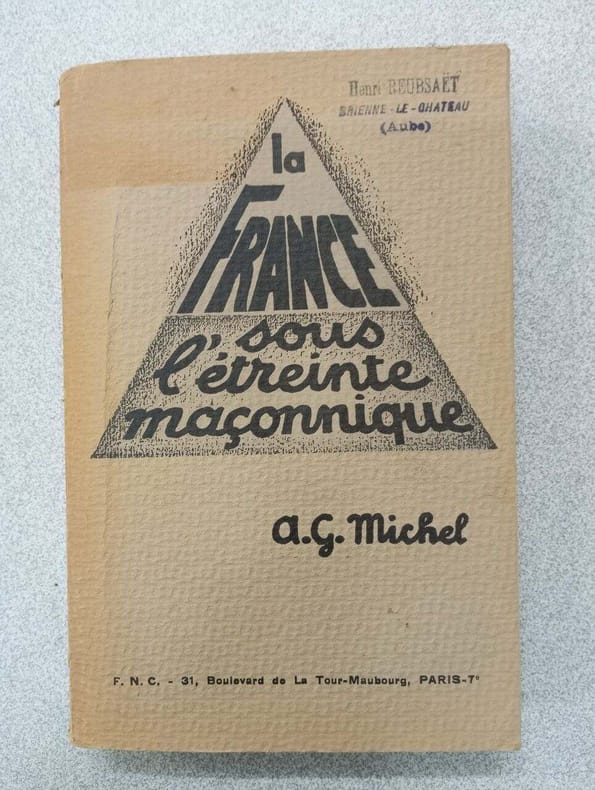 Henri REUBSAËT
BRIENNE-LE-CHATEAU
(Aube)
la
FRANCE
sous
l'étreinte
maçonnique
a.G. Michel
F. N. C. - 31, Boulevard de La Tour-Maubourg, PARIS-7e